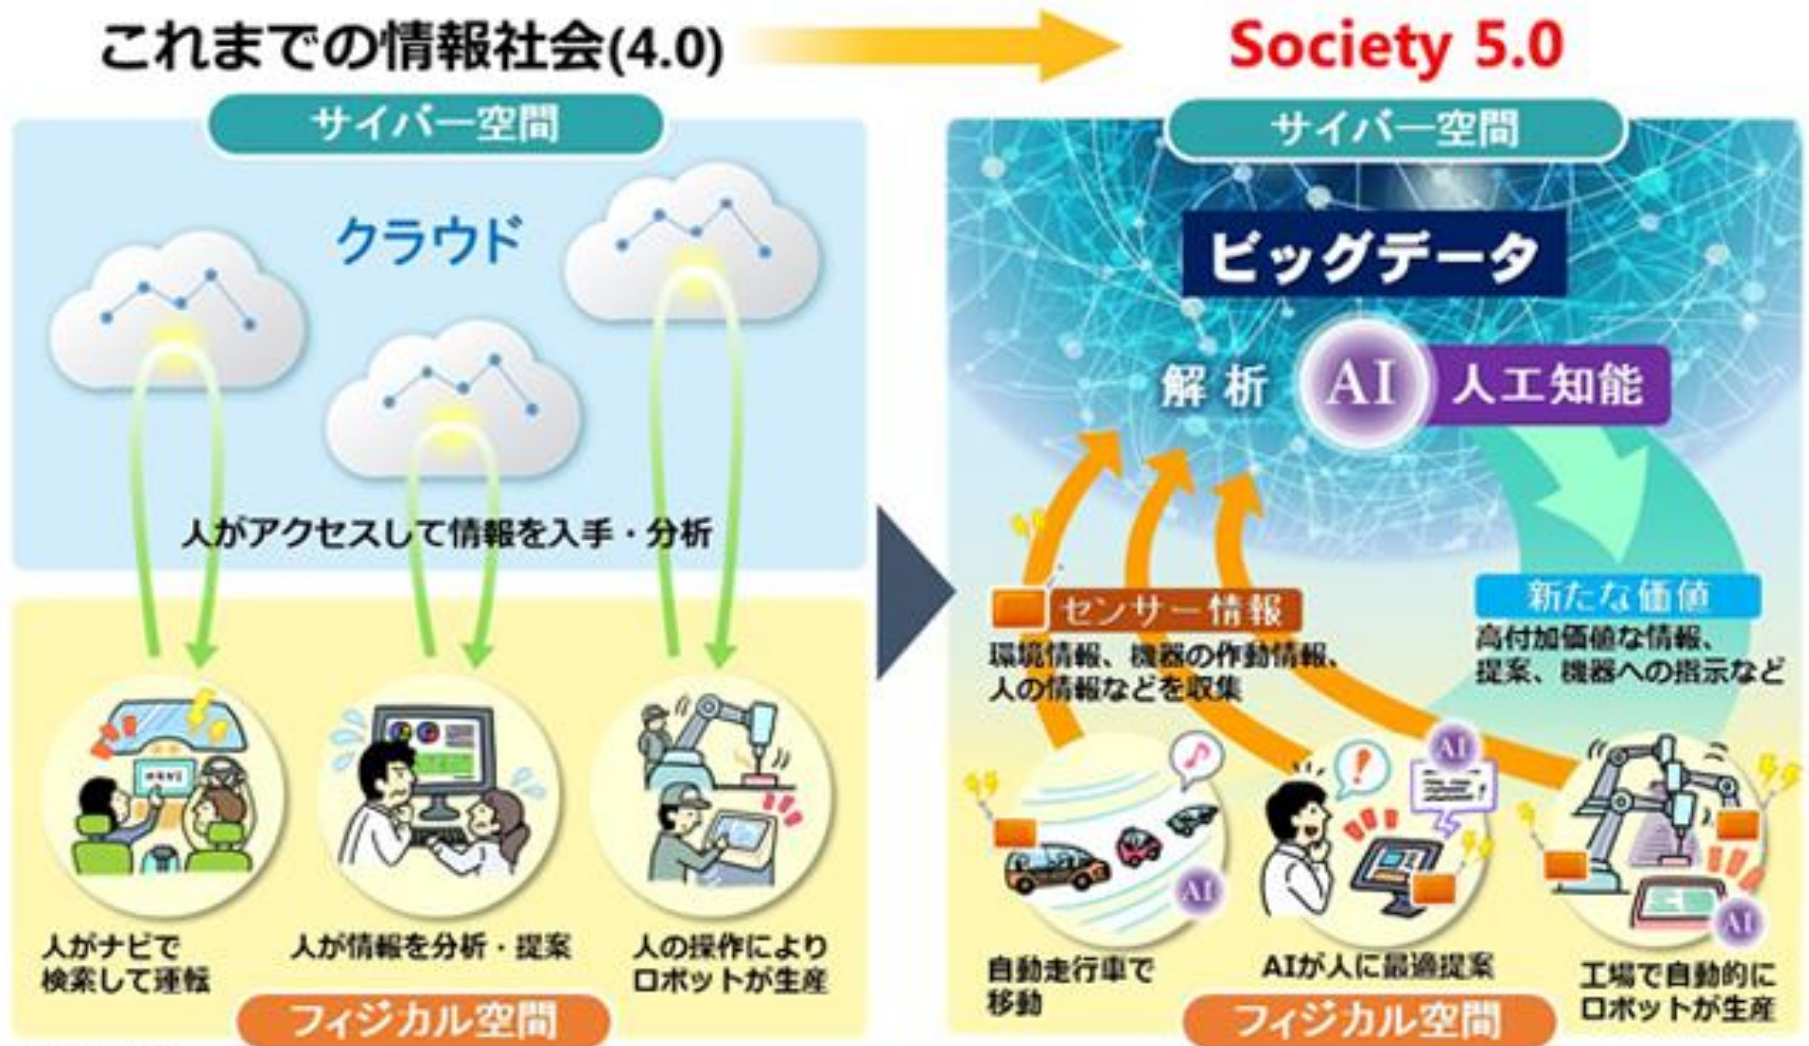 これまでの情報社会(4.0)
Society 5.0
サイバー空間
クラウド
人がアクセスして情報を入手・分析
人がナビで
検索して運転
人が情報を分析・提案
人の操作により
ロボットが生産
フィジカル空間
サイバー空間
ビッグデータ
解析
AI
人工知能
センサー情報
環境情報、機器の作動情報、
人の情報などを収集
新たな価値
高付加価値な情報、
提案、機器への指示など
AI
AI
AI
自動走行車で
移動
AIが人に最適提案
工場で自動的に
ロボットが生産
フィジカル空間